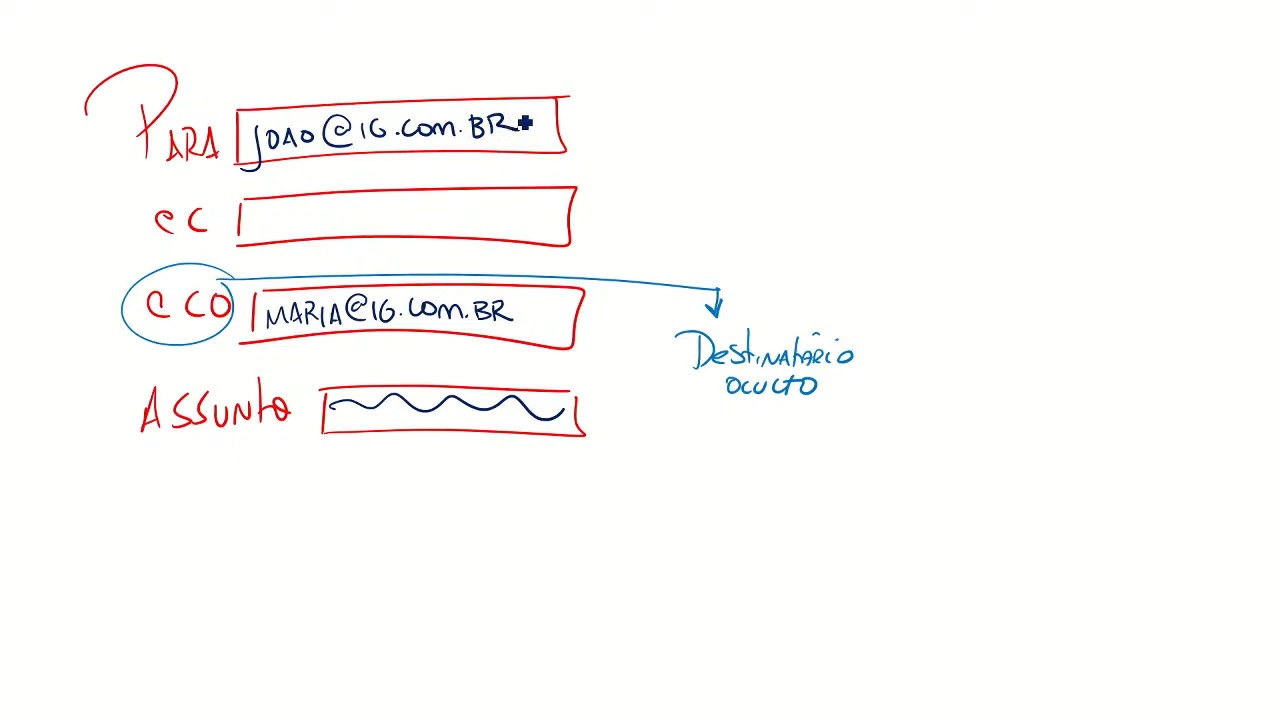 PARA JOAO@IG.COM.BR
CC
CCO MARIA@IG.COM.BR
DESTINATÁRIO
OCULTO
ASSUNTO